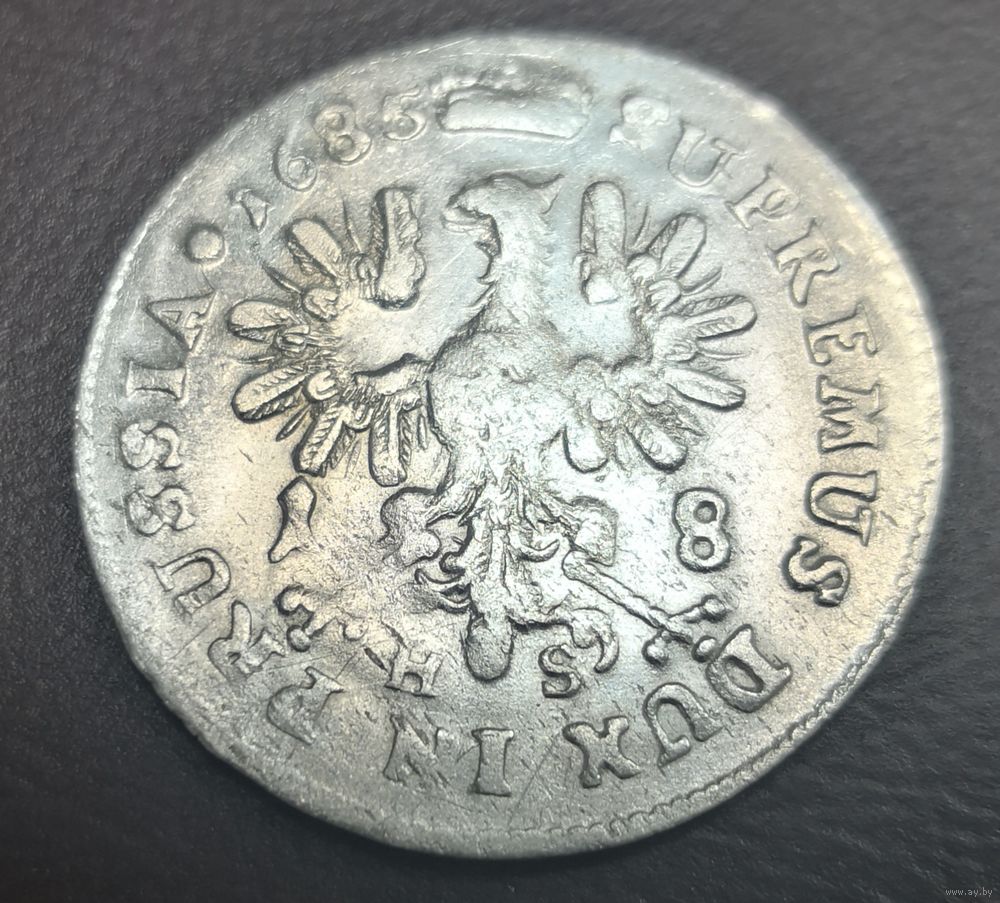 SUPREMUS DUX IN PRUSSIA • 1685
1 8
H S
www.ay.by